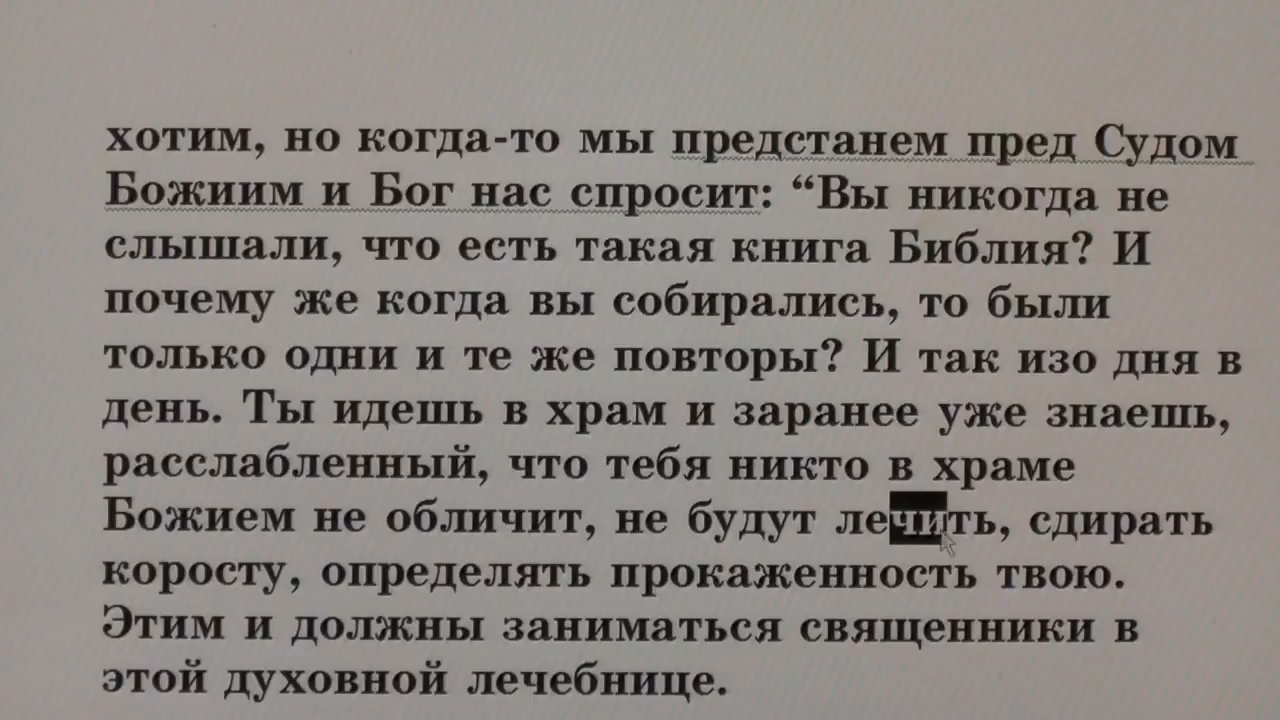 хотим, но когда-то мы предстанем пред Судом
Божиим и Бог нас спросит: “Вы никогда не
слышали, что есть такая книга Библия? И
почему же когда вы собирались, то были
только одни и те же повторы? И так изо дня в
день. Ты идешь в храм и заранее уже знаешь,
расслабленный, что тебя никто в храме
Божием не обличит, не будут лечить, сдирать
коросту, определять прокаженность твою.
Этим и должны заниматься священники в
этой духовной лечебнице.